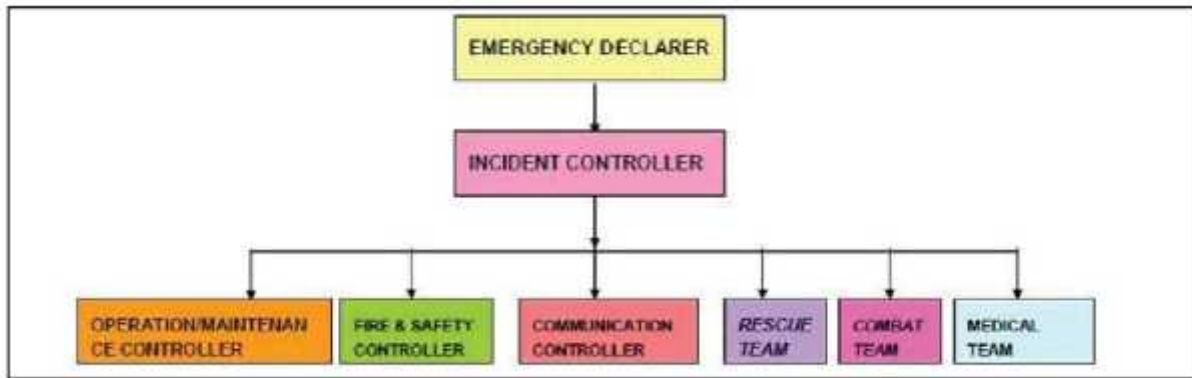 EMERGENCY DECLARER
INCIDENT CONTROLLER
OPERATION/MAINTENAN
CE CONTROLLER
FIRE & SAFETY
CONTROLLER
COMMUNICATION
CONTROLLER
RESCUE
TEAM
COMBAT
TEAM
MEDICAL
TEAM